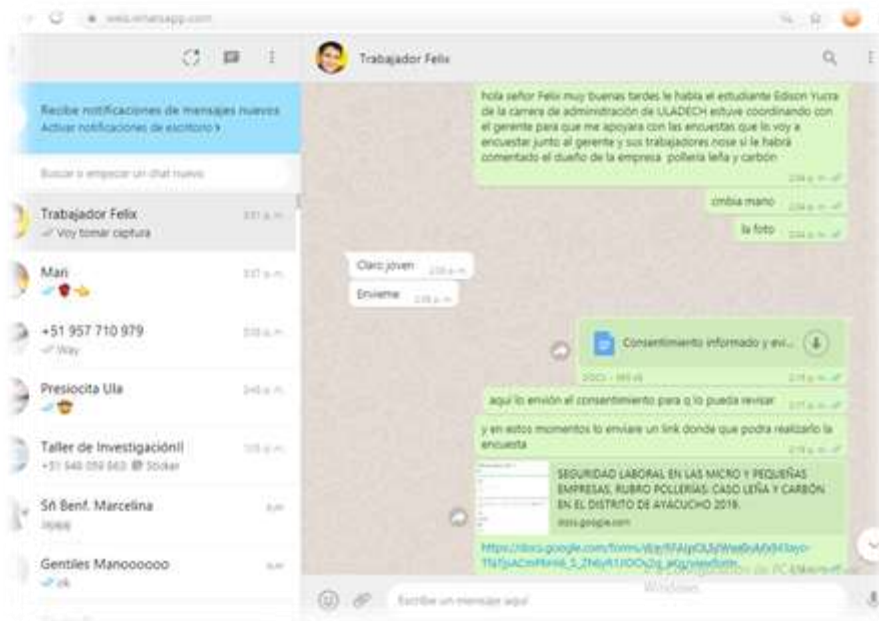 web.whatsapp.com
Trabajador Felix
Recibe notificaciones de mensajes nuevos
Activar notificaciones de escritorio >
Buscar o empezar un chat nuevo
Trabajador Felix
Voy tomar captura
Mari
+51 957 710 979
Way
Presiocita Ula
Taller de InvestigaciónII
Sticker
Sñ Benf. Marcelina
Gentiles Manoooooo
ok
hola señor Felix muy buenas tardes le habla el estudiante Edison Yucra
de la carrera de administración de ULADECH estuve coordinando con
el gerente para que me apoyara con las encuestas que lo voy a
encuestar junto al gerente y sus trabajadores nose si le habrá
comentado el dueño de la empresa pollería leña y carbón
cmbia mano
la foto
Claro joven
Envieme
Consentimiento informado y evi...
aquí lo envión el consentimiento para q lo pueda revisar
y en estos momentos lo enviare un link donde que podra realizarlo la
encuesta
SEGURIDAD LABORAL EN LAS MICRO Y PEQUEÑAS
EMPRESAS, RUBRO POLLERÍAS: CASO LEÑA Y CARBÓN
EN EL DISTRITO DE AYACUCHO 2019.
docs.google.com
Escribe un mensaje aquí
Windows.